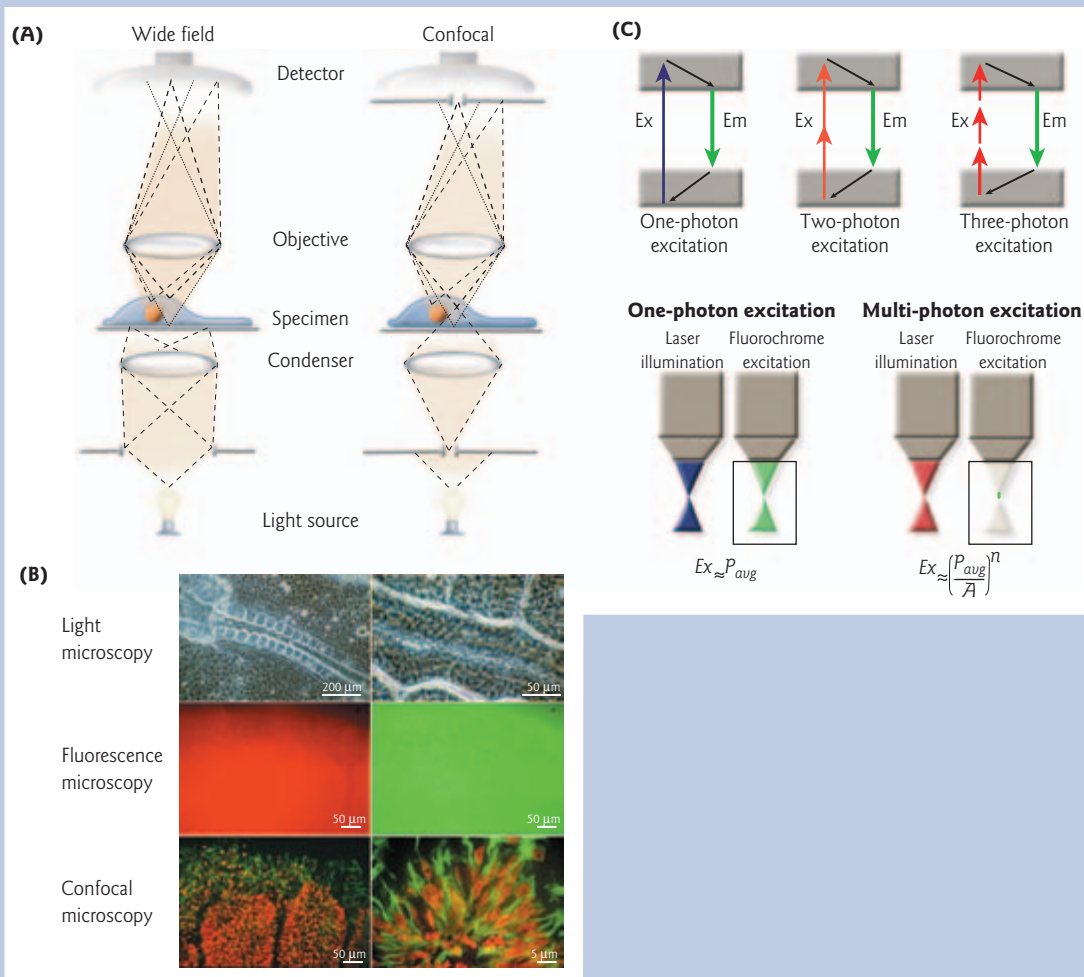 (A)
Wide field
Confocal
Detector
Objective
Specimen
Condenser
Light source
(B)
Light
microscopy
200 µm
50 µm
Fluorescence
microscopy
50 µm
50 µm
Confocal
microscopy
50 µm
5 µm
(C)
Ex
Em
Ex
Em
Ex
Em
One-photon
excitation
Two-photon
excitation
Three-photon
excitation
One-photon excitation
Multi-photon excitation
Laser
illumination
Fluorochrome
excitation
Laser
illumination
Fluorochrome
excitation
Ex≈Pavg
Ex≈(Pavg/A)n